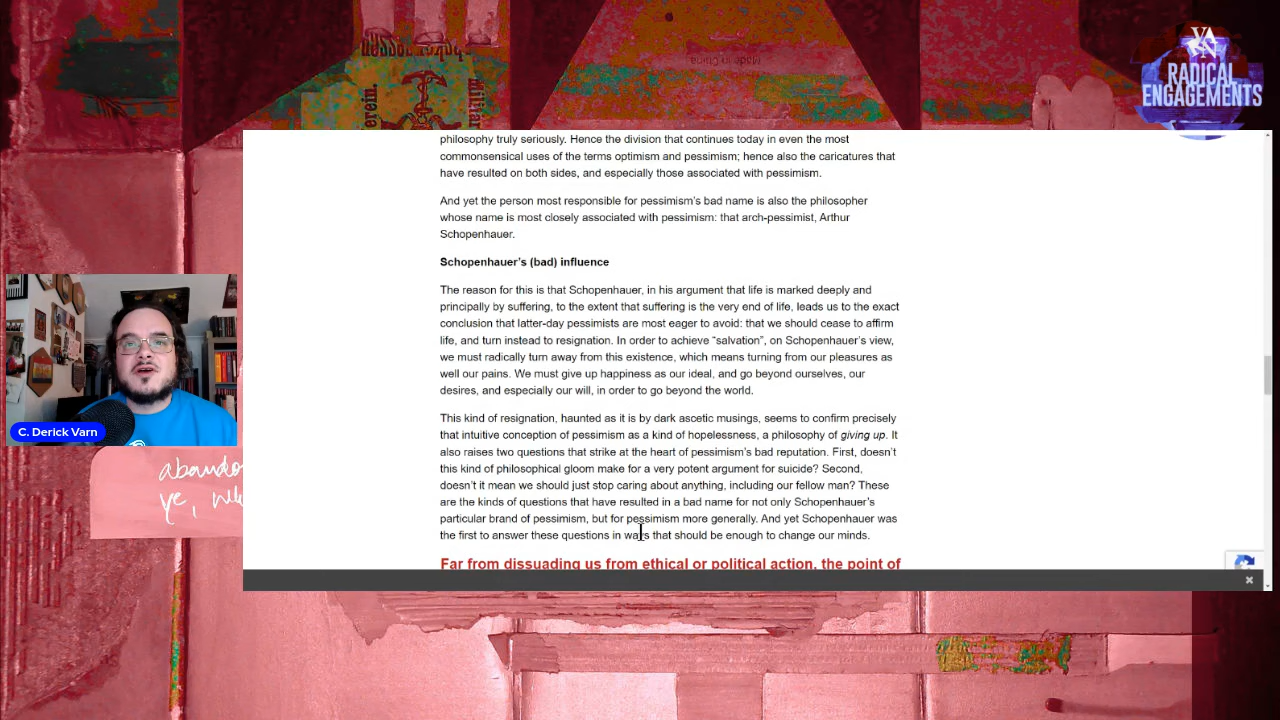 VARN
RADICAL
ENGAGEMENTS
Made in China
erein.
philosophy truly seriously. Hence the division that continues today in even the most
commonsensical uses of the terms optimism and pessimism; hence also the caricatures that
have resulted on both sides, and especially those associated with pessimism.
And yet the person most responsible for pessimism’s bad name is also the philosopher
whose name is most closely associated with pessimism: that arch-pessimist, Arthur
Schopenhauer.
Schopenhauer’s (bad) influence
The reason for this is that Schopenhauer, in his argument that life is marked deeply and
principally by suffering, to the extent that suffering is the very end of life, leads us to the exact
conclusion that latter-day pessimists are most eager to avoid: that we should cease to affirm
life, and turn instead to resignation. In order to achieve “salvation”, on Schopenhauer’s view,
we must radically turn away from this existence, which means turning from our pleasures as
well our pains. We must give up happiness as our ideal, and go beyond ourselves, our
desires, and especially our will, in order to go beyond the world.
This kind of resignation, haunted as it is by dark ascetic musings, seems to confirm precisely
that intuitive conception of pessimism as a kind of hopelessness, a philosophy of giving up. It
also raises two questions that strike at the heart of pessimism’s bad reputation. First, doesn’t
this kind of philosophical gloom make for a very potent argument for suicide? Second,
doesn’t it mean we should just stop caring about anything, including our fellow man? These
are the kinds of questions that have resulted in a bad name for not only Schopenhauer’s
particular brand of pessimism, but for pessimism more generally. And yet Schopenhauer was
the first to answer these questions in ways that should be enough to change our minds.
Far from dissuading us from ethical or political action, the point of
C. Derick Varn
abando
ye,